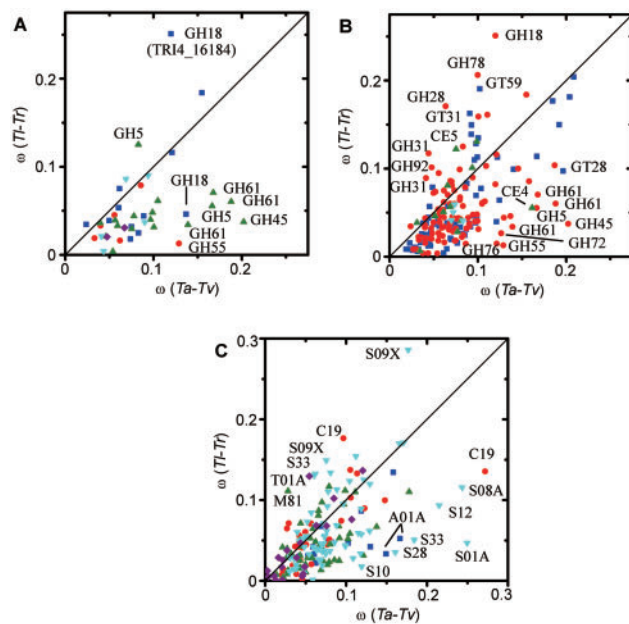 A
GH18
(TRI4_16184)
GH5
GH18
GH61
GH61
GH5
GH45
GH61
GH55
0.2
0.1
0
0
0.1
0.2
ω (Tl-Tr)
ω (Ta-Tv)
B
GH18
GH78
GT59
GH28
GT31
CE5
GH31
GH92
GH31
GT28
CE4
GH61
GH61
GH5
GH45
GH61
GH72
GH76
GH55
0.2
0.1
0
0
0.1
0.2
ω (Tl-Tr)
ω (Ta-Tv)
C
S09X
C19
S09X
S33
T01A
M81
C19
S08A
S12
A01A
S33
S28
S01A
S10
0.3
0.2
0.1
0
0
0.1
0.2
0.3
ω (Tl-Tr)
ω (Ta-Tv)